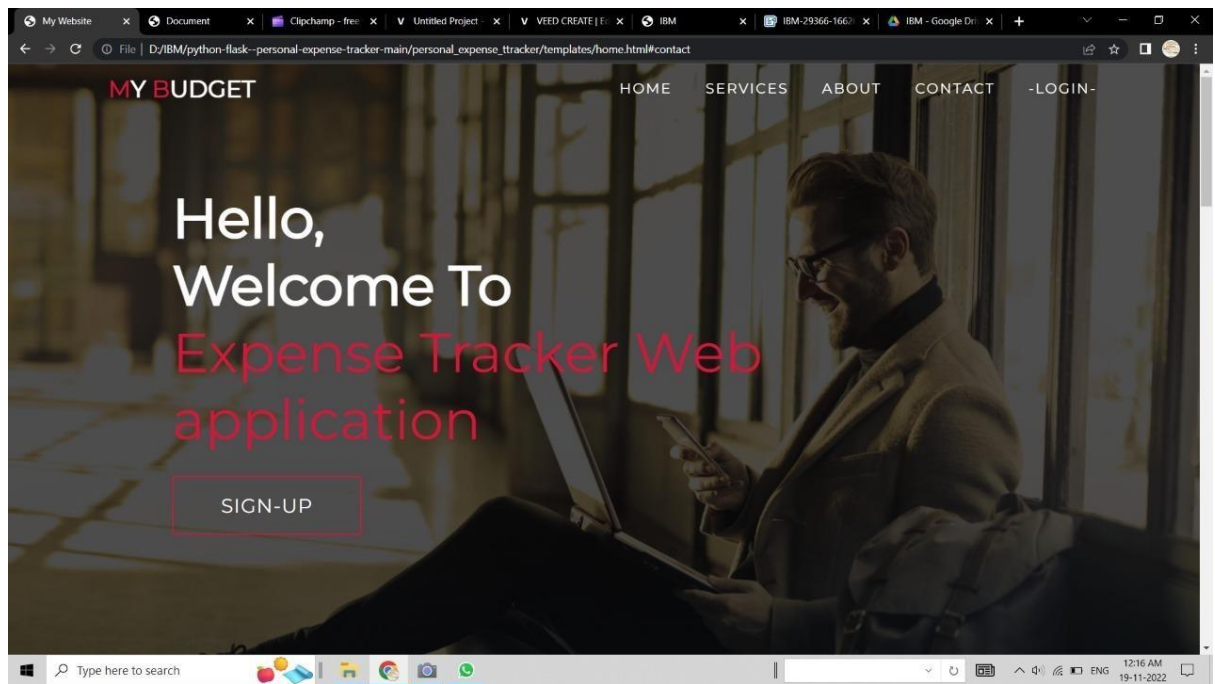 My Website
Document
Clipchamp - free
Untitled Project -
VEED CREATE | Ec
IBM
IBM-29366-1662
IBM - Google Dri
File | D:/IBM/python-flask--personal-expense-tracker-main/personal_expense_ttracker/templates/home.html#contact
MY BUDGET
HOME SERVICES ABOUT CONTACT -LOGIN-
Hello,
Welcome To
Expense Tracker Web
application
SIGN-UP
Type here to search
ENG
12:16 AM
19-11-2022